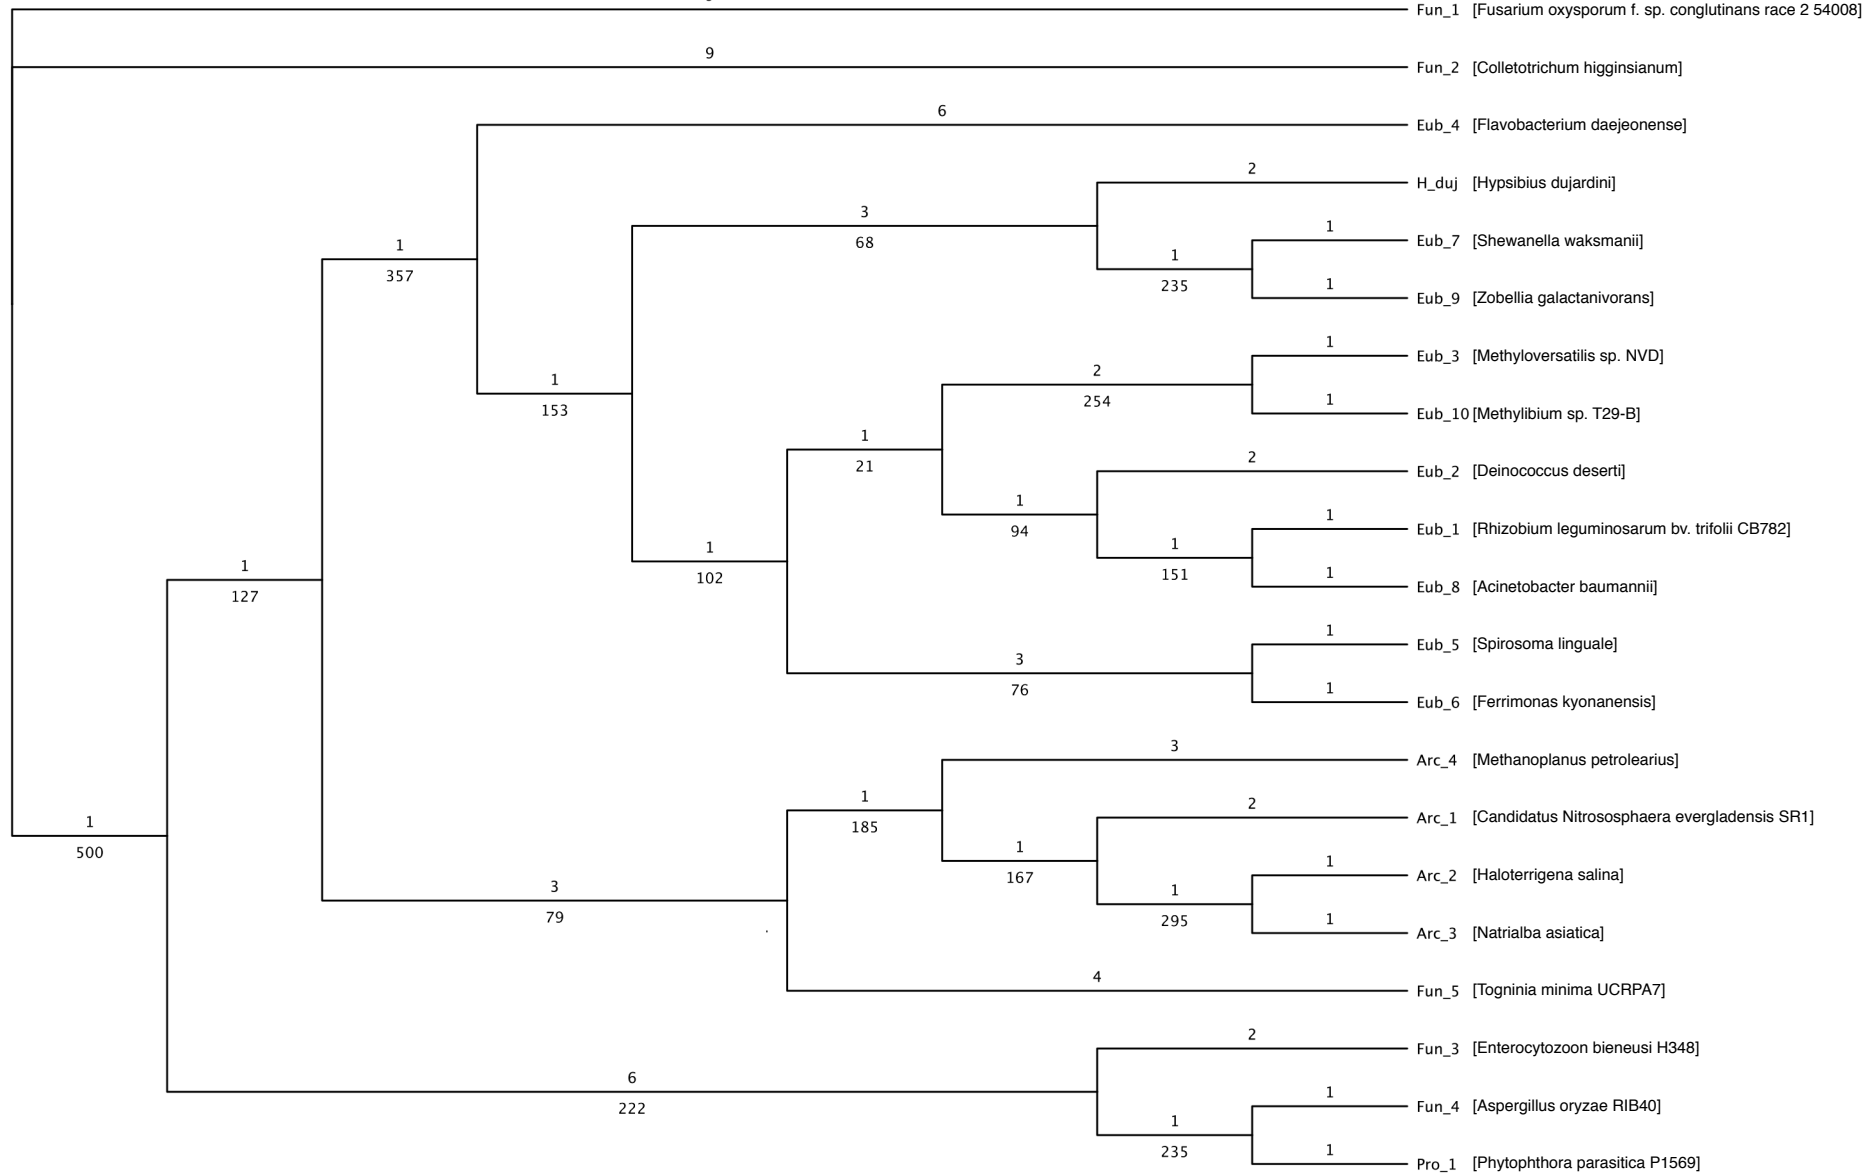 Fun_1 [Fusarium oxysporum f. sp. conglutinans race 2 54008]
9
Fun_2 [Colletotrichum higginsianum]
6
Eub_4 [Flavobacterium daejeonense]
2
H_duj [Hypsibius dujardini]
3
1
Eub_7 [Shewanella waksmanii]
68
1
1
357
235
1
Eub_9 [Zobellia galactanivorans]
1
Eub_3 [Methyloversatilis sp. NVD]
2
1
254
1
153
Eub_10 [Methylibium sp. T29-B]
1
21
2
Eub_2 [Deinococcus deserti]
1
94
1
Eub_1 [Rhizobium leguminosarum bv. trifolii CB782]
1
1
102
151
1
127
1
Eub_8 [Acinetobacter baumannii]
1
Eub_5 [Spirosoma linguale]
3
76
1
Eub_6 [Ferrimonas kyonanensis]
3
Arc_4 [Methanoplanus petrolearius]
1
185
2
Arc_1 [Candidatus Nitrososphaera evergladensis SR1]
1
500
1
167
1
Arc_2 [Haloterrigena salina]
3
79
1
295
1
Arc_3 [Natrialba asiatica]
4
Fun_5 [Togninia minima UCRPA7]
2
Fun_3 [Enterocytozoon bieneusi H348]
6
222
1
Fun_4 [Aspergillus oryzae RIB40]
1
235
1
Pro_1 [Phytophthora parasitica P1569]